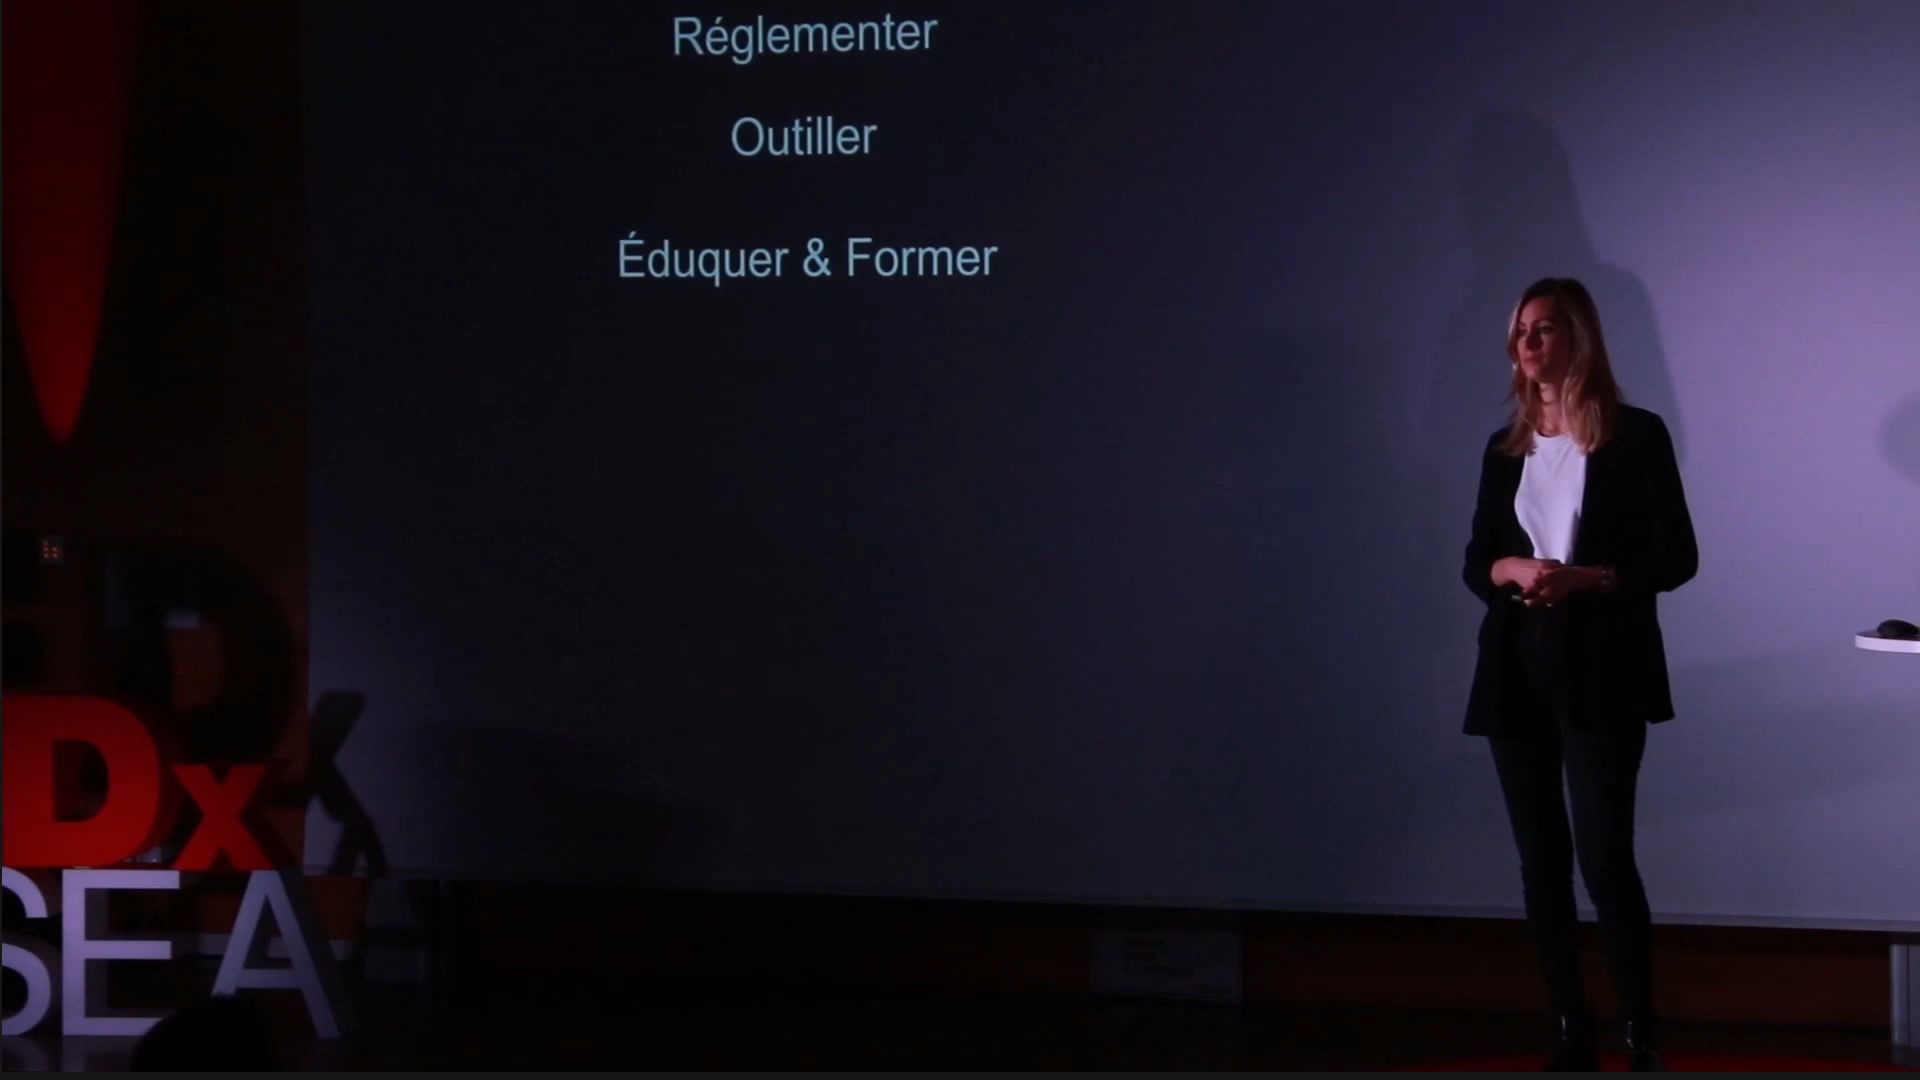 Réglementer
Outiller
Éduquer & Former
Dx
SEA